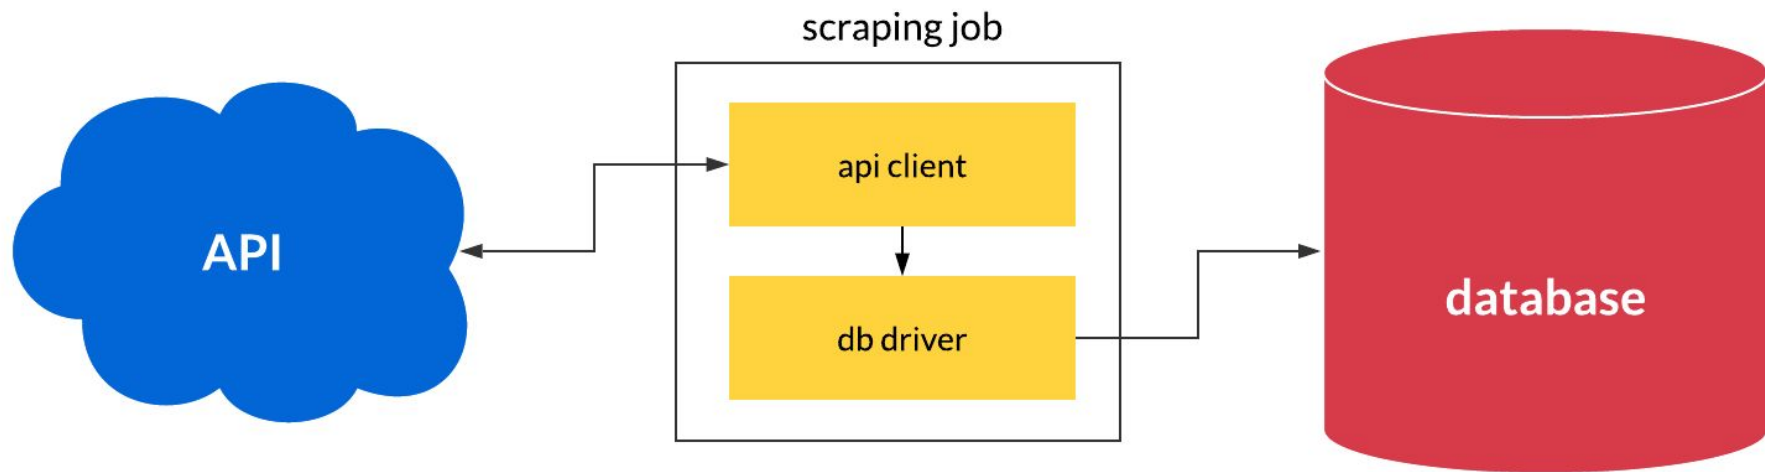 scraping job
API
api client
db driver
database